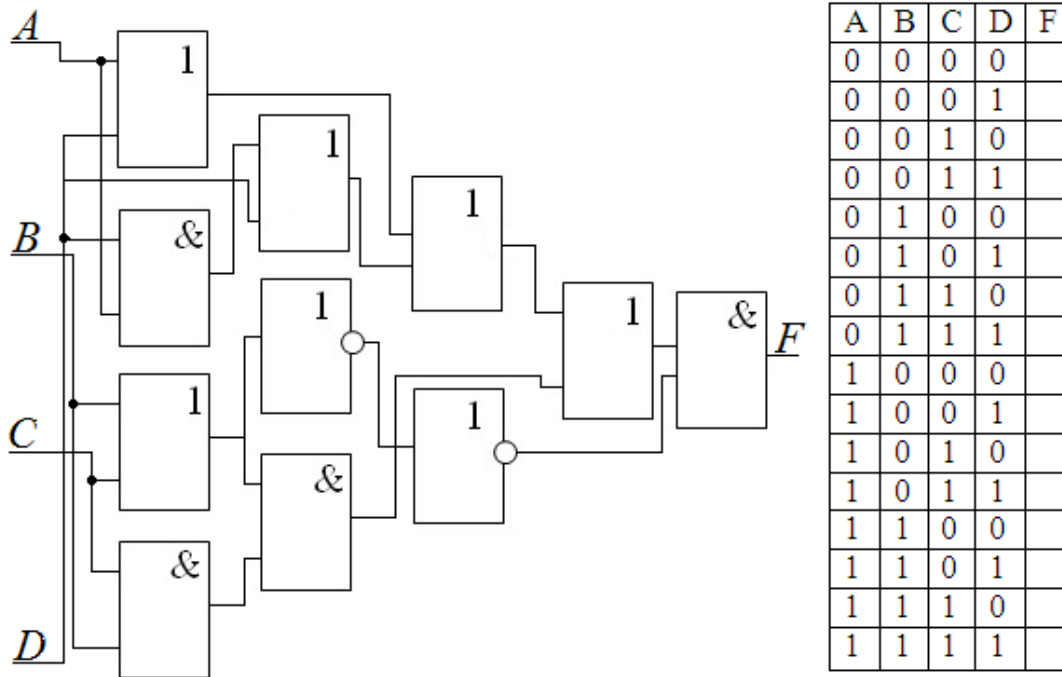 A
1
1
1
B
&
1
1
&
F
1
1
C
&
&
D
A B C D F
0 0 0 0
0 0 0 1
0 0 1 0
0 0 1 1
0 1 0 0
0 1 0 1
0 1 1 0
0 1 1 1
1 0 0 0
1 0 0 1
1 0 1 0
1 0 1 1
1 1 0 0
1 1 0 1
1 1 1 0
1 1 1 1